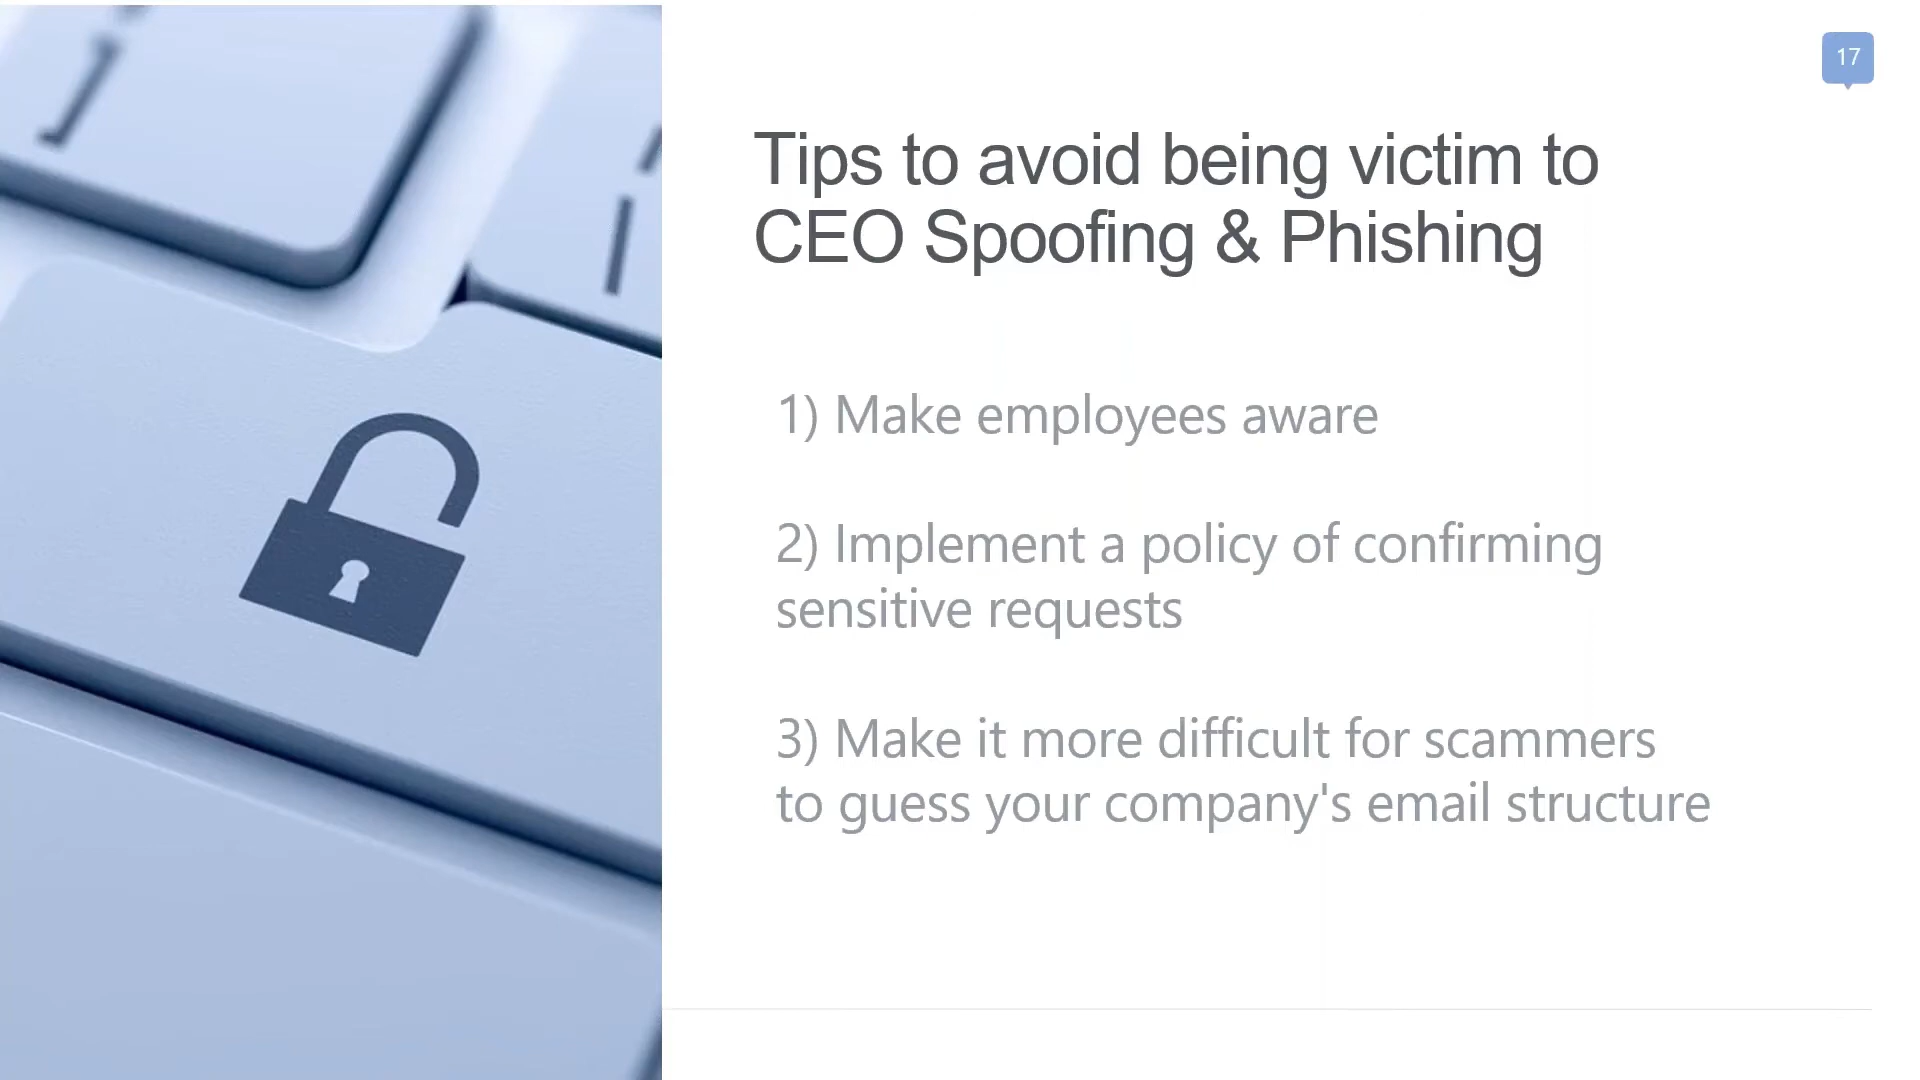 17
Tips to avoid being victim to
CEO Spoofing & Phishing
1) Make employees aware
2) Implement a policy of confirming
sensitive requests
3) Make it more difficult for scammers
to guess your company's email structure